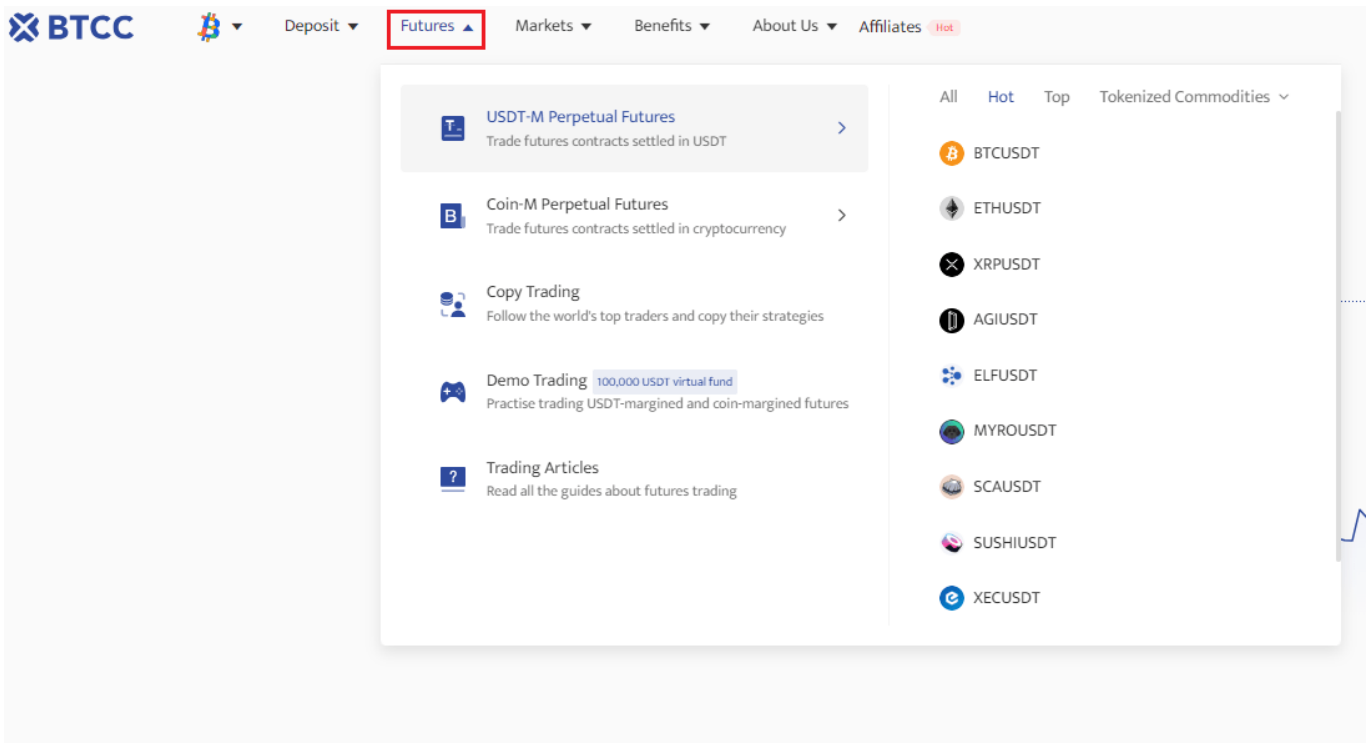 BTCC
Deposit
Futures
Markets
Benefits
About Us
Affiliates
Hot
USDT-M Perpetual Futures
Trade futures contracts settled in USDT
Coin-M Perpetual Futures
Trade futures contracts settled in cryptocurrency
Copy Trading
Follow the world's top traders and copy their strategies
Demo Trading 100,000 USDT virtual fund
Practise trading USDT-margined and coin-margined futures
Trading Articles
Read all the guides about futures trading
All Hot Top Tokenized Commodities
BTCUSDT
ETHUSDT
XRPUSDT
AGIUSDT
ELFUSDT
MYROUSDT
SCAUSDT
SUSHIUSDT
XECUSDT